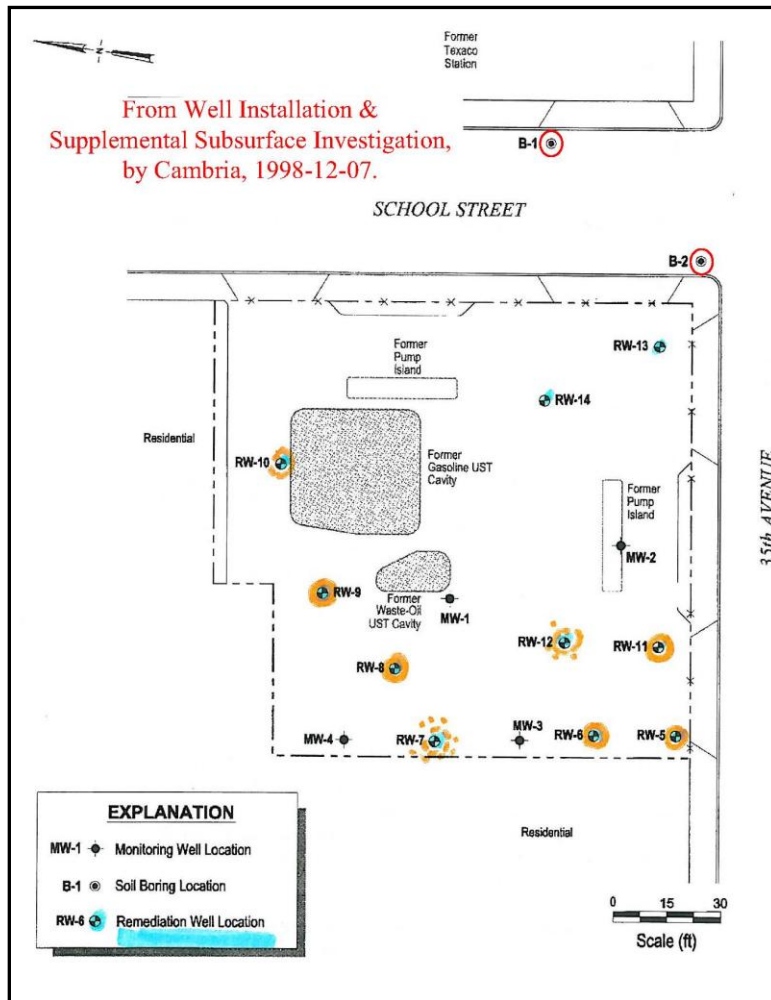 Former
Texaco
Station
N
From Well Installation &
Supplemental Subsurface Investigation,
by Cambria, 1998-12-07.
B-1
SCHOOL STREET
B-2
RW-13
Former
Pump
Island
RW-14
Residential
RW-10
Former
Gasoline UST
Cavity
Former
Pump
Island
35th AVENUE
MW-2
RW-9
Former
Waste-Oil
UST Cavity
MW-1
RW-12
RW-11
RW-8
MW-4
RW-7
MW-3
RW-6
RW-5
Residential
EXPLANATION
MW-1 Monitoring Well Location
B-1 Soil Boring Location
RW-6 Remediation Well Location
0 15 30
Scale (ft)